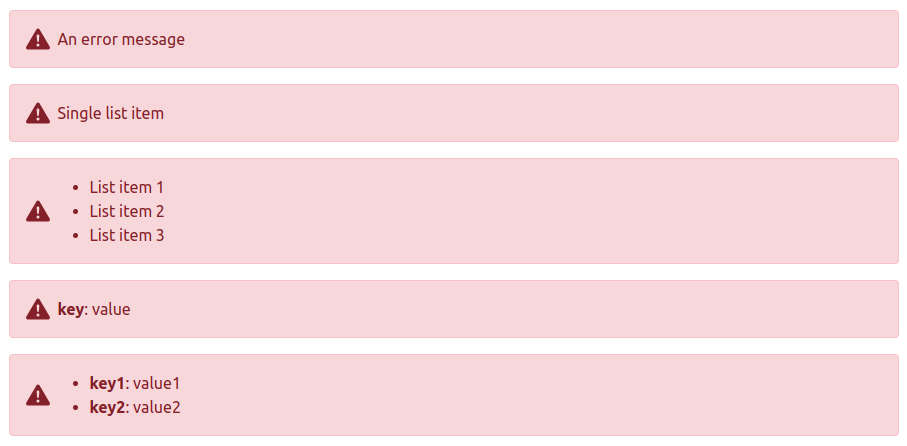 An error message
Single list item
• List item 1
• List item 2
• List item 3
key: value
• key1: value1
• key2: value2